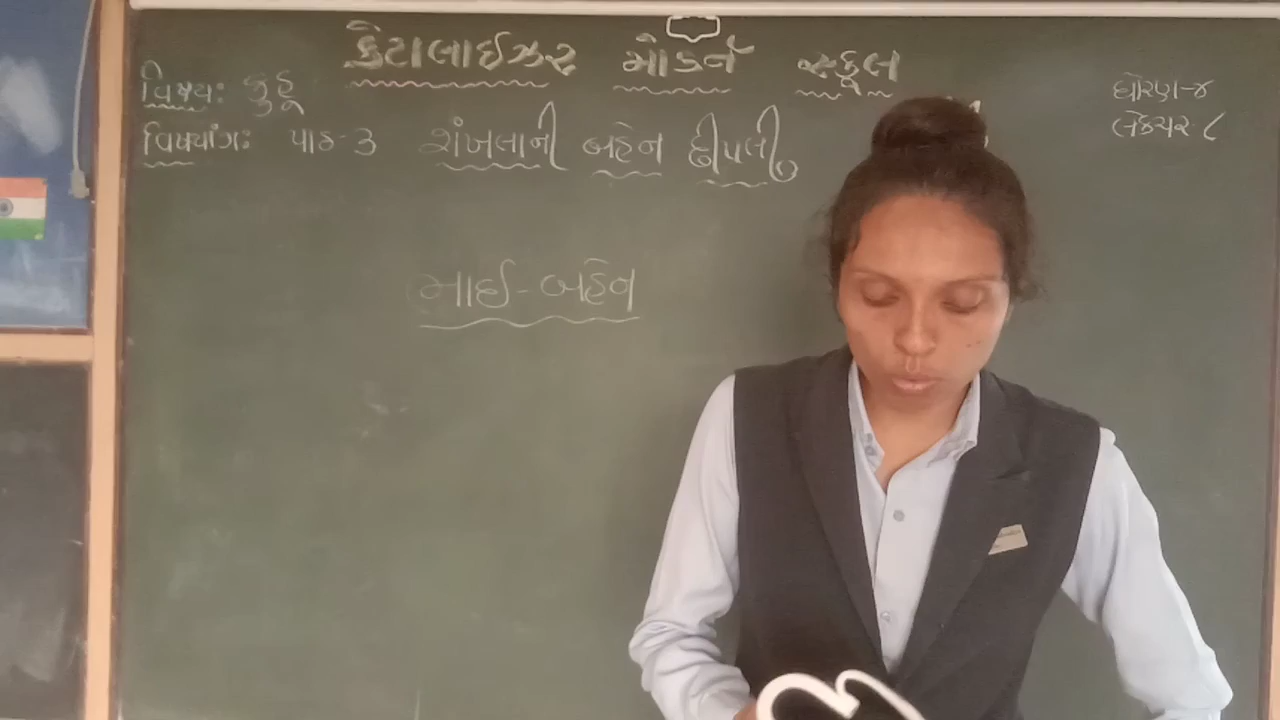 કેટાલાઈઝર મોડર્ન સ્કૂલ
વિષય: કુહૂ
ધોરણ-૪
વિષયાંગ: પાઠ-૩ શંખલાની બહેન છીપલી
લેક્ચર-૮
ભાઈ-બહેન